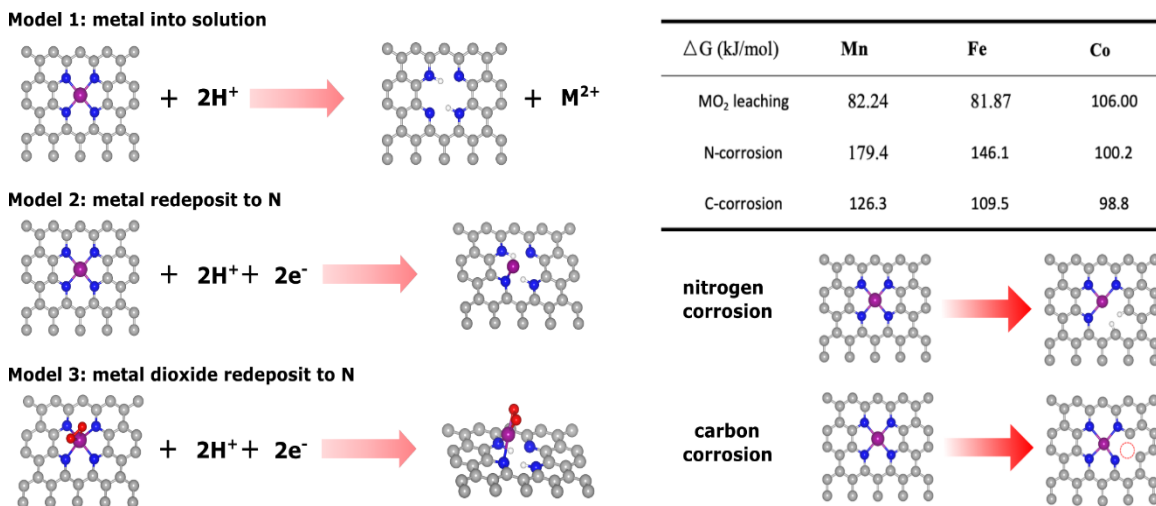 Model 1: metal into solution
+ 2H⁺ + M²⁺
Model 2: metal redeposit to N
+ 2H⁺+ 2e⁻
Model 3: metal dioxide redeposit to N
+ 2H⁺+ 2e⁻
△G (kJ/mol) Mn Fe Co
MO₂ leaching 82.24 81.87 106.00
N-corrosion 179.4 146.1 100.2
C-corrosion 126.3 109.5 98.8
nitrogen
corrosion
carbon
corrosion